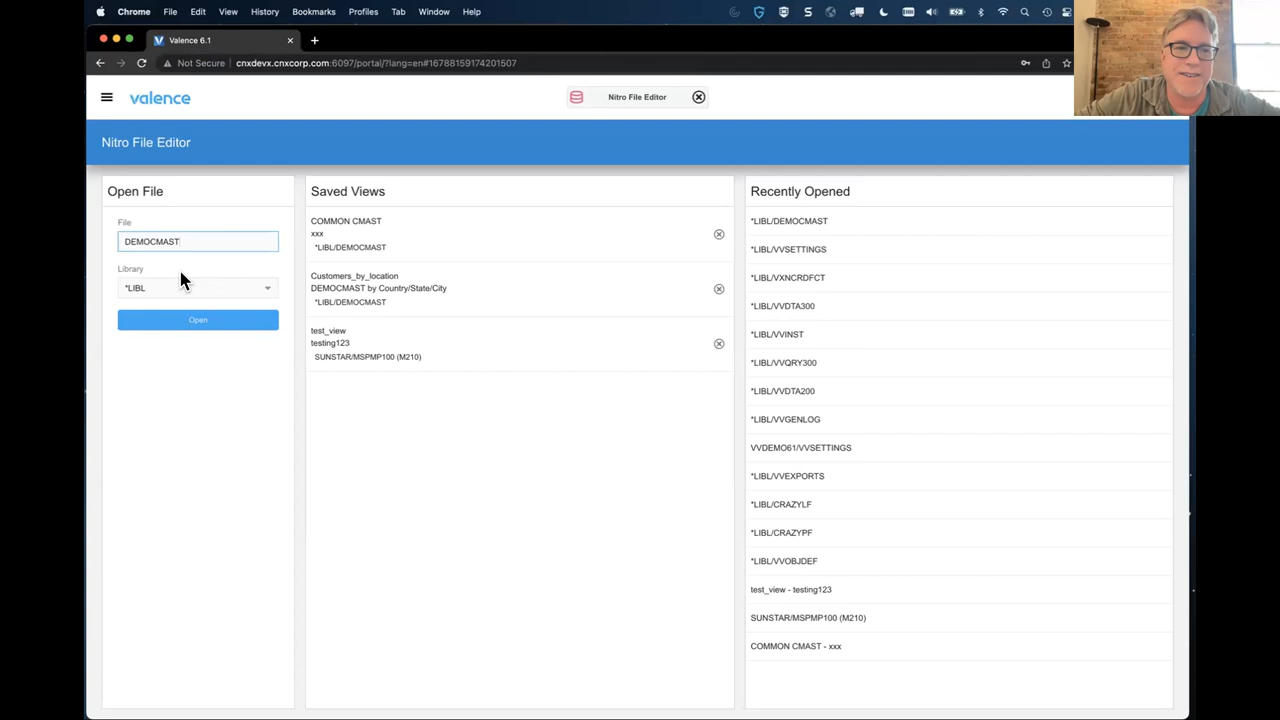 Chrome File Edit View History Bookmarks Profiles Tab Window Help
Valence 6.1
Not Secure cnxdevx.cnxcorp.com:6097/portal/?lang=en#16788159174201507
valence
Nitro File Editor
Nitro File Editor
Open File
File
DEMOCMAST
Library
*LIBL
Open
Saved Views
COMMON CMAST
xxx
*LIBL/DEMOCMAST
Customers_by_location
DEMOCMAST by Country/State/City
*LIBL/DEMOCMAST
test_view
testing123
SUNSTAR/MSPMP100 (M210)
Recently Opened
*LIBL/DEMOCMAST
*LIBL/VVSETTINGS
*LIBL/VXNCRDFCT
*LIBL/VVDTA300
*LIBL/VVINST
*LIBL/VVQRY300
*LIBL/VVDTA200
*LIBL/VVGENLOG
VVDEMO61/VVSETTINGS
*LIBL/VVEXPORTS
*LIBL/CRAZYLF
*LIBL/CRAZYPF
*LIBL/VVOBJDEF
test_view - testing123
SUNSTAR/MSPMP100 (M210)
COMMON CMAST - xxx